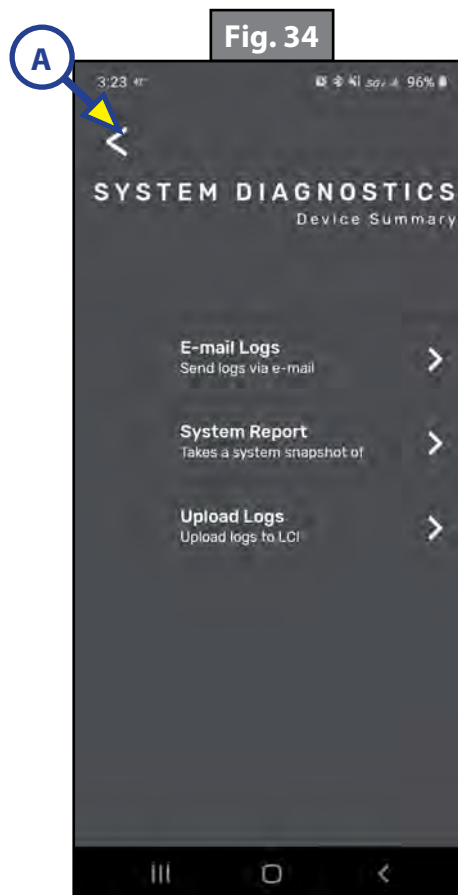 Fig. 34
A
3:23
96%
SYSTEM DIAGNOSTICS
Device Summary
E-mail Logs
Send logs via e-mail
System Report
Takes a system snapshot of
Upload Logs
Upload logs to LCI